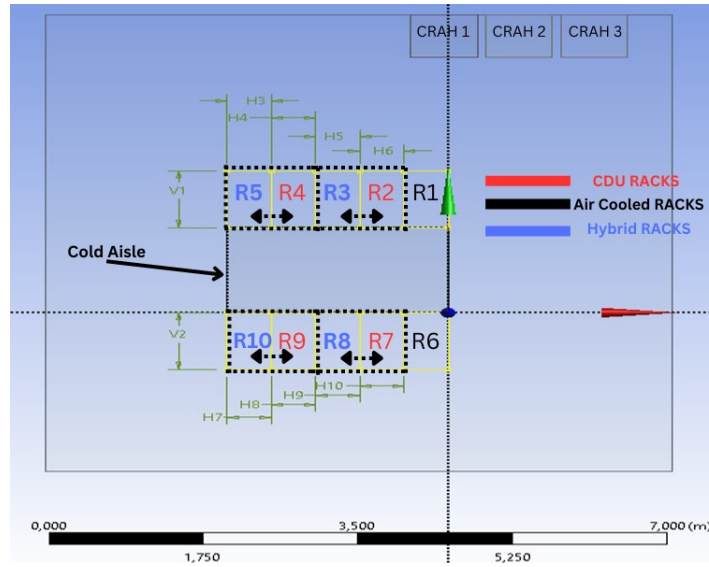 CRAH 1 CRAH 2 CRAH 3
H3
H4
H5
H6
V1
R5 R4 R3 R2 R1
CDU RACKS
Air Cooled RACKS
Hybrid RACKS
Cold Aisle
V2
R10 R9 R8 R7 R6
H10
H9
H8
H7
0,000 3,500 7,000 (m)
1,750 5,250